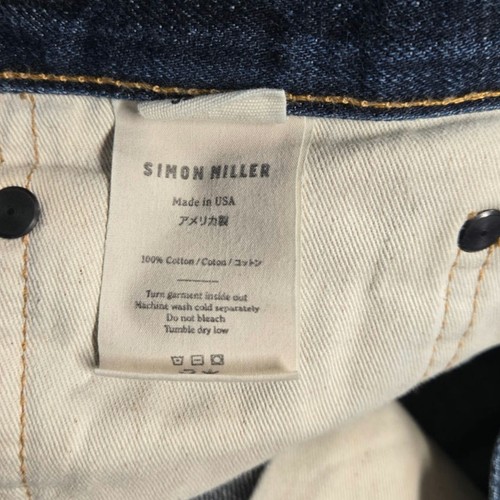 SIMON MILLER
Made in USA
アメリカ製
100% Cotton / Coton / コットン
Turn garment inside out
Machine wash cold separately
Do not bleach
Tumble dry low